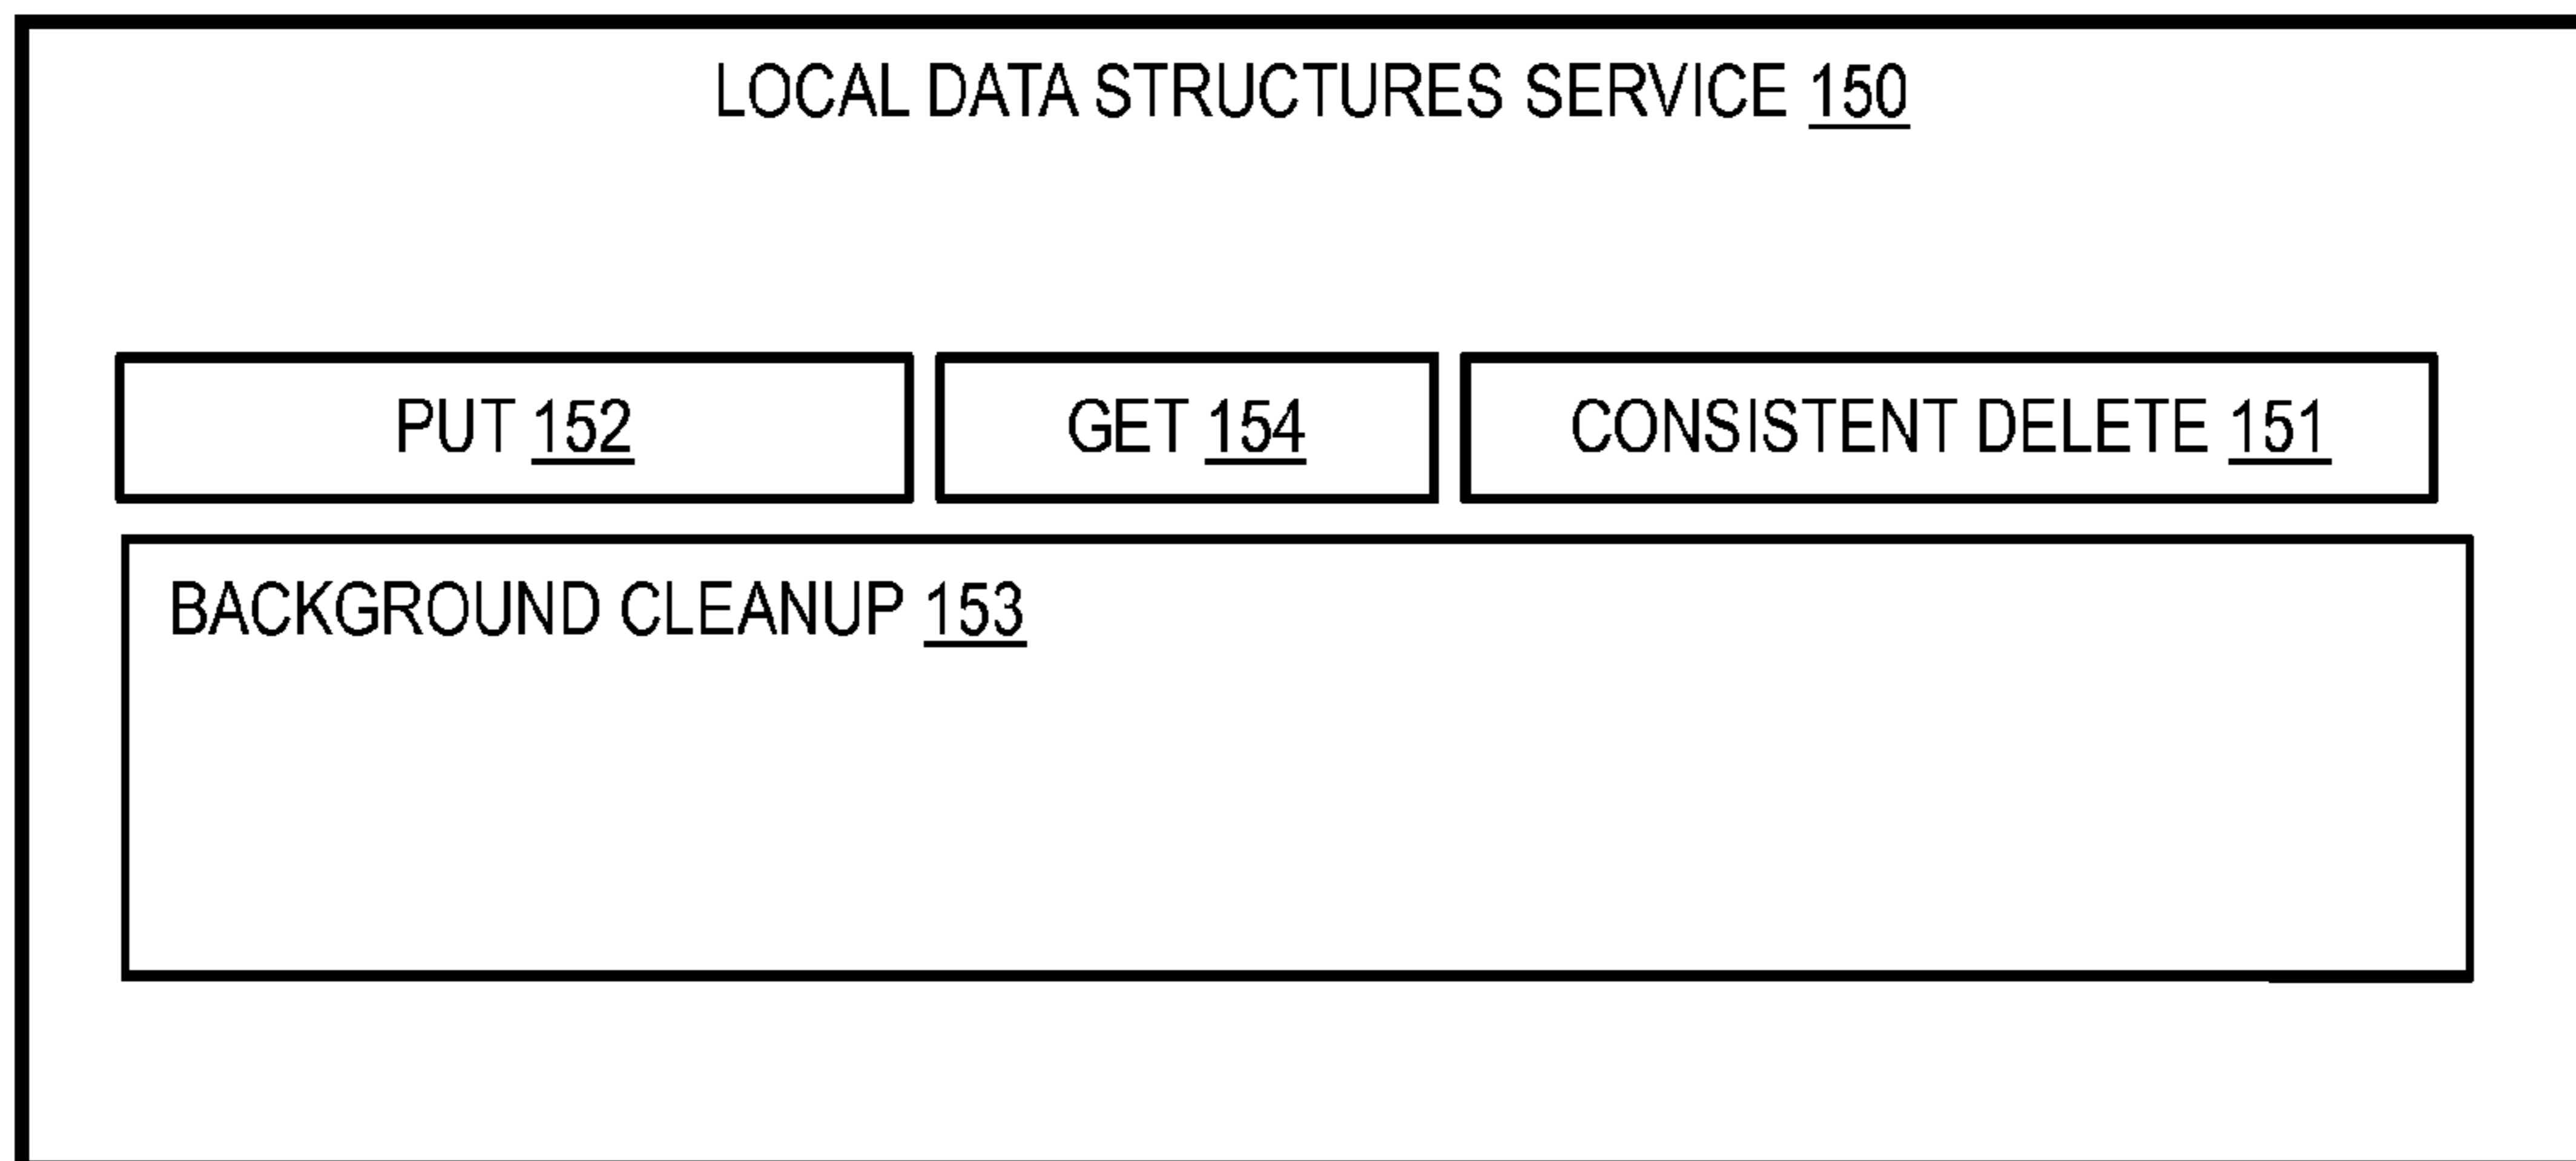 LOCAL DATA STRUCTURES SERVICE 150
PUT 152
GET 154
CONSISTENT DELETE 151
BACKGROUND CLEANUP 153